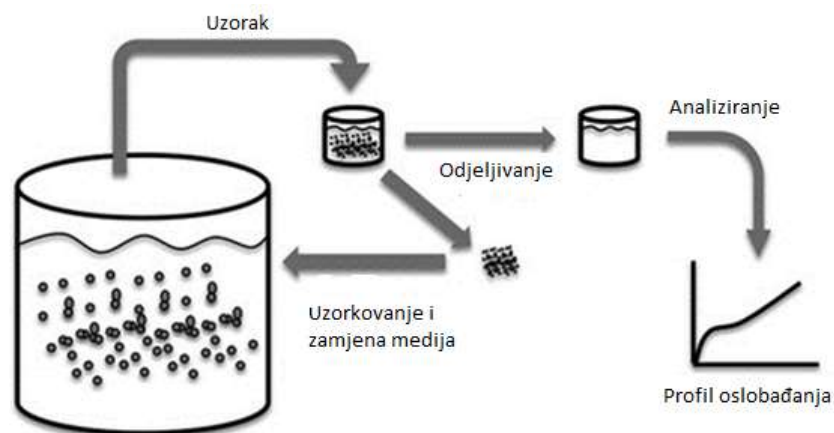 Uzorak
Analiziranje
Odjeljivanje
Uzorkovanje i
zamjena medija
Profil oslobađanja